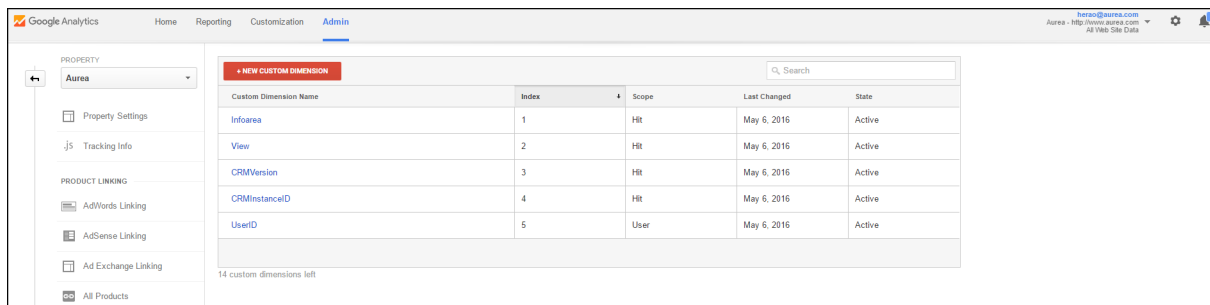 Google Analytics Home Reporting Customization Admin
herao@aurea.com
Aurea - http://www.aurea.com
All Web Site Data
PROPERTY
Aurea
Property Settings
.js Tracking Info
PRODUCT LINKING
AdWords Linking
AdSense Linking
Ad Exchange Linking
All Products
+ NEW CUSTOM DIMENSION Search
Custom Dimension Name Index Scope Last Changed State
Infoarea 1 Hit May 6, 2016 Active
View 2 Hit May 6, 2016 Active
CRMVersion 3 Hit May 6, 2016 Active
CRMInstanceID 4 Hit May 6, 2016 Active
UserID 5 User May 6, 2016 Active
14 custom dimensions left